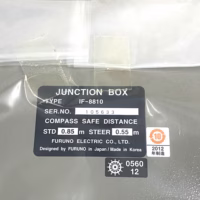 JUNCTION BOX
TYPE IF-8810
SER.NO.
COMPASS SAFE DISTANCE
STD 0.85 m STEER 0.55 m
FURUNO ELECTRIC CO., LTD.
Designed by FURUNO in Japan / Made in Korea
10
2012
0560
12